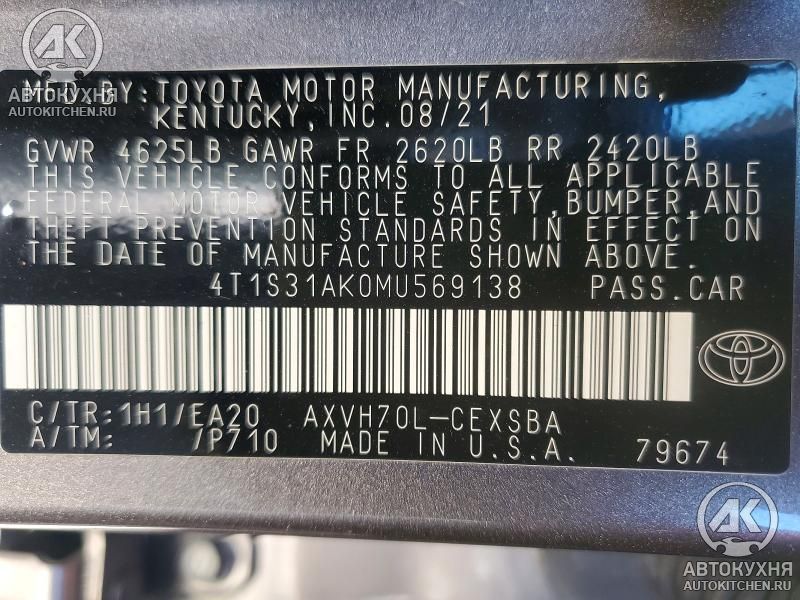 AK
АВТОКУХНЯ
AUTOKITCHEN.RU
MFD.BY:TOYOTA MOTOR MANUFACTURING,
KENTUCKY,INC.08/21
GVWR 4625LB GAWR FR 2620LB RR 2420LB
THIS VEHICLE CONFORMS TO ALL APPLICABLE
FEDERAL MOTOR VEHICLE SAFETY,BUMPER,AND
THEFT PREVENTION STANDARDS IN EFFECT ON
THE DATE OF MANUFACTURE SHOWN ABOVE.
4T1S31AK0MU569138 PASS.CAR
C/TR:1H1/EA20 AXVH70L-CEXSBA
A/TM: /P710 MADE IN U.S.A. 79674
AK
АВТОКУХНЯ
AUTOKITCHEN.RU